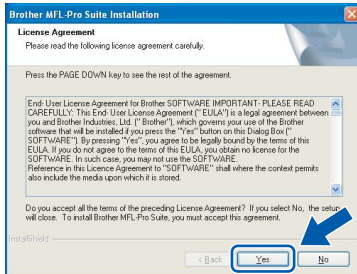 Brother MFL-Pro Suite Installation
License Agreement
Please read the following license agreement carefully.
Press the PAGE DOWN key to see the rest of the agreement.
End- User License Agreement for Brother SOFTWARE IMPORTANT- PLEASE READ
CAREFULLY: This End- User License Agreement (" EULA") is a legal agreement between
you and Brother Industries, Ltd. (" Brother"), which governs your use of the Brother
software that will be installed if you press the "Yes" button on this Dialog Box ("
SOFTWARE"). By pressing "Yes", you agree to be legally bound by the terms of this
EULA. If you do not agree to the terms of this EULA, you obtain no license for the
SOFTWARE. In such case, you may not use the SOFTWARE.
Reference in this Licence Agreement to "SOFTWARE" shall where the context permits
also include the media upon which it is stored.
Do you accept all the terms of the preceding License Agreement? If you select No, the setup
will close. To install Brother MFL-Pro Suite, you must accept this agreement.
InstallShield
< Back
Yes
No